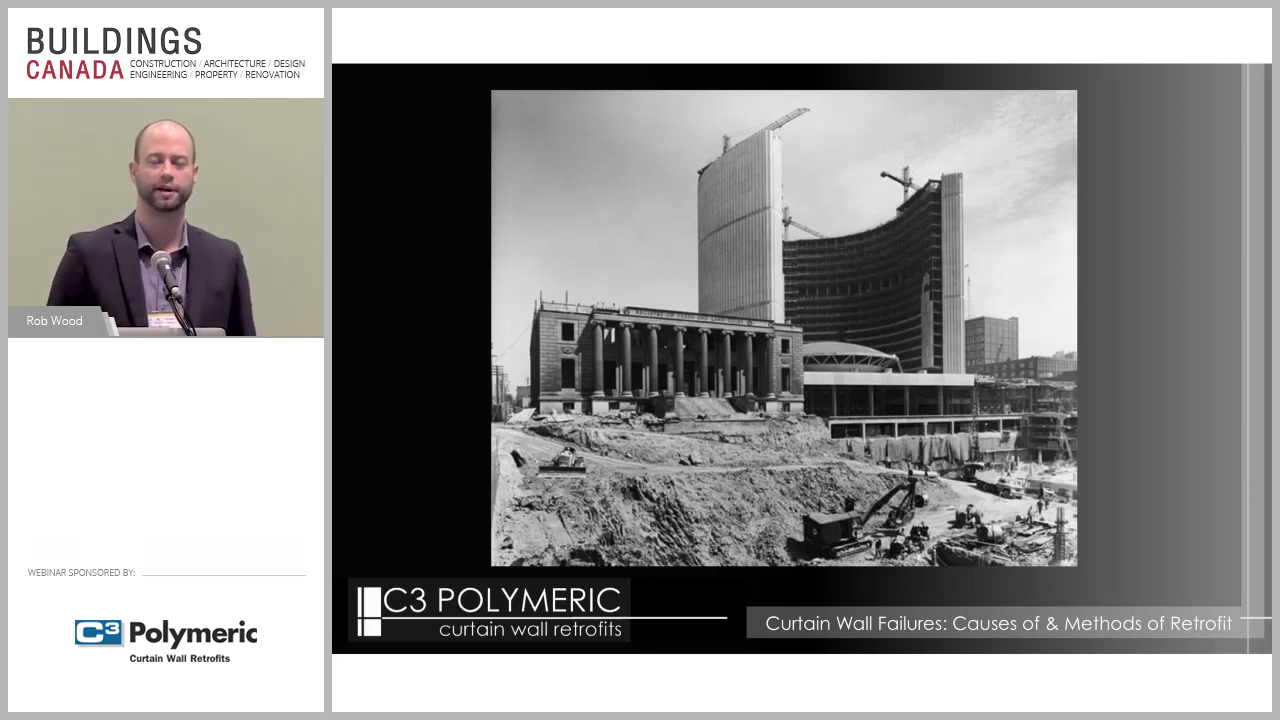 BUILDINGS
CANADA
CONSTRUCTION / ARCHITECTURE / DESIGN
ENGINEERING / PROPERTY / RENOVATION
Rob Wood
WEBINAR SPONSORED BY:
C3 Polymeric
Curtain Wall Retrofits
C3 POLYMERIC
curtain wall retrofits
Curtain Wall Failures: Causes of & Methods of Retrofit